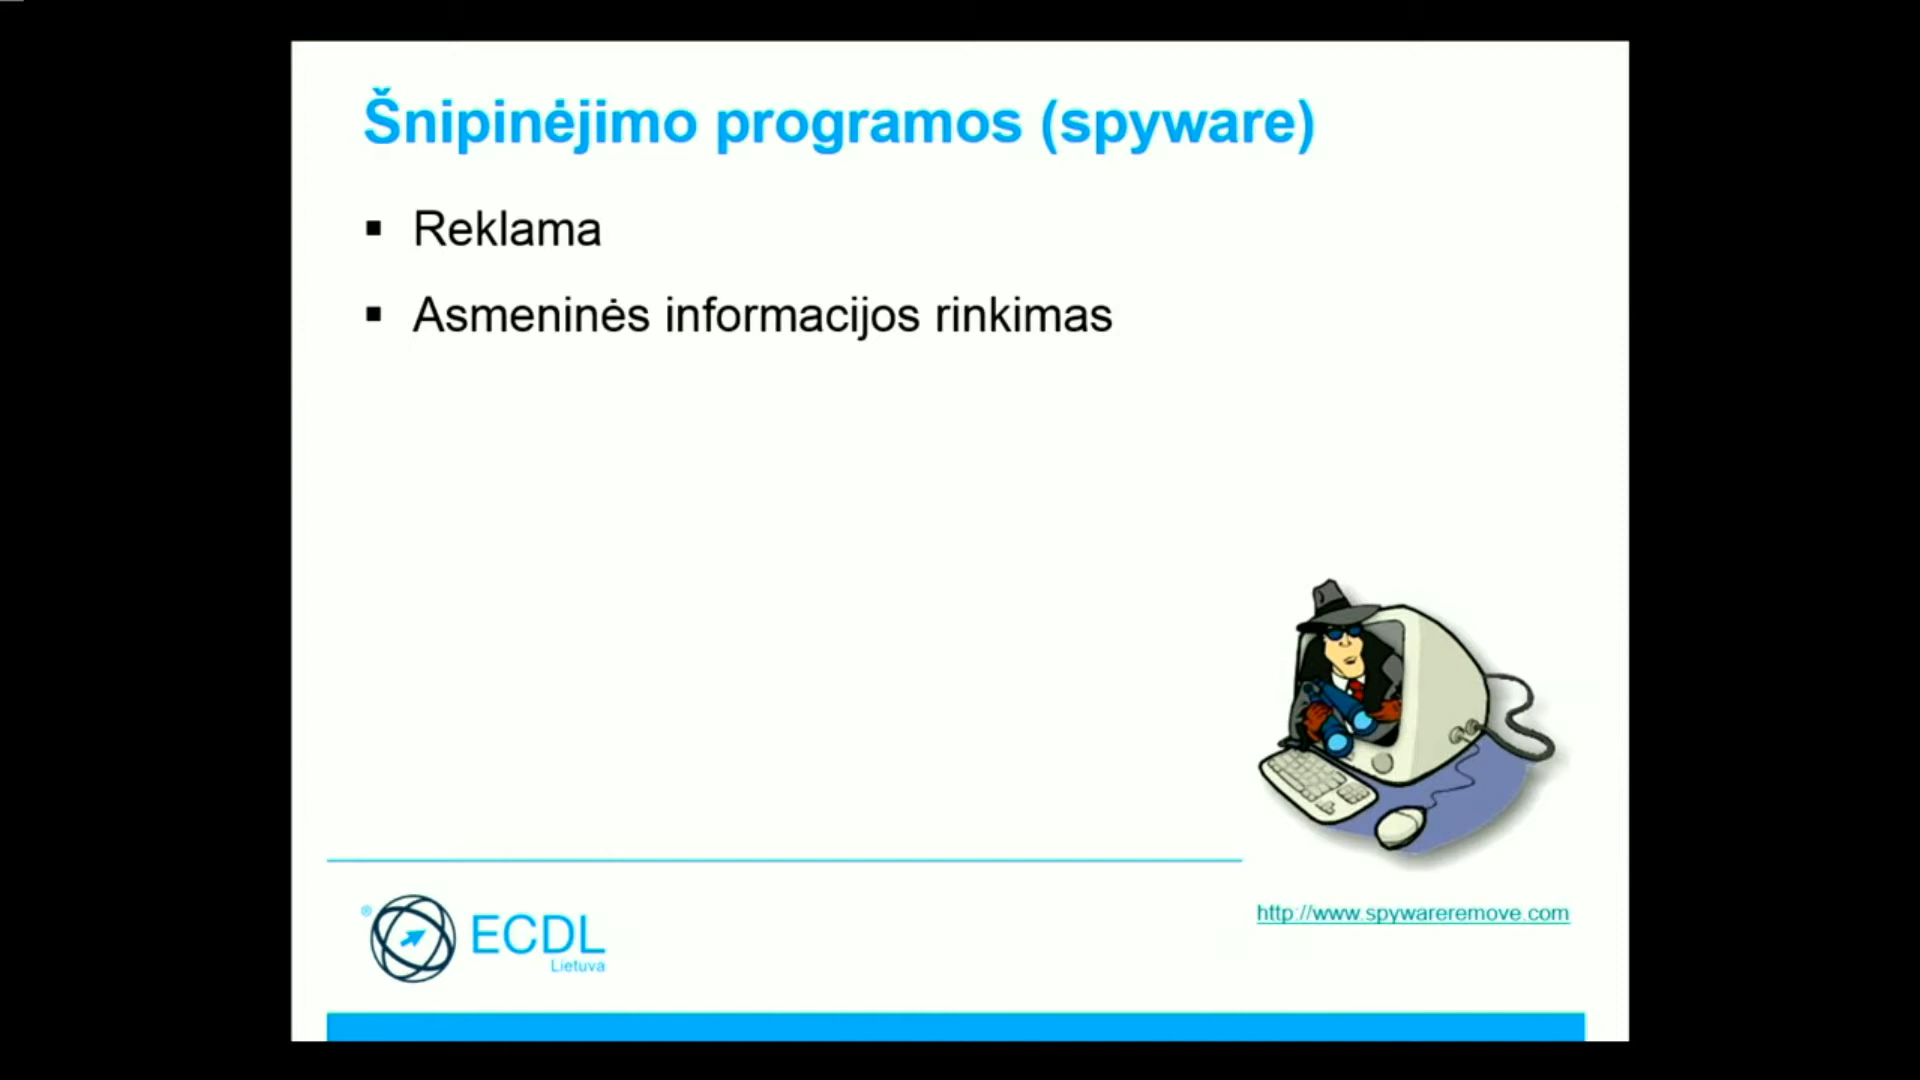 Šnipinėjimo programos (spyware)
▪ Reklama
▪ Asmeninės informacijos rinkimas
http://www.spywareremove.com
® ECDL
Lietuva